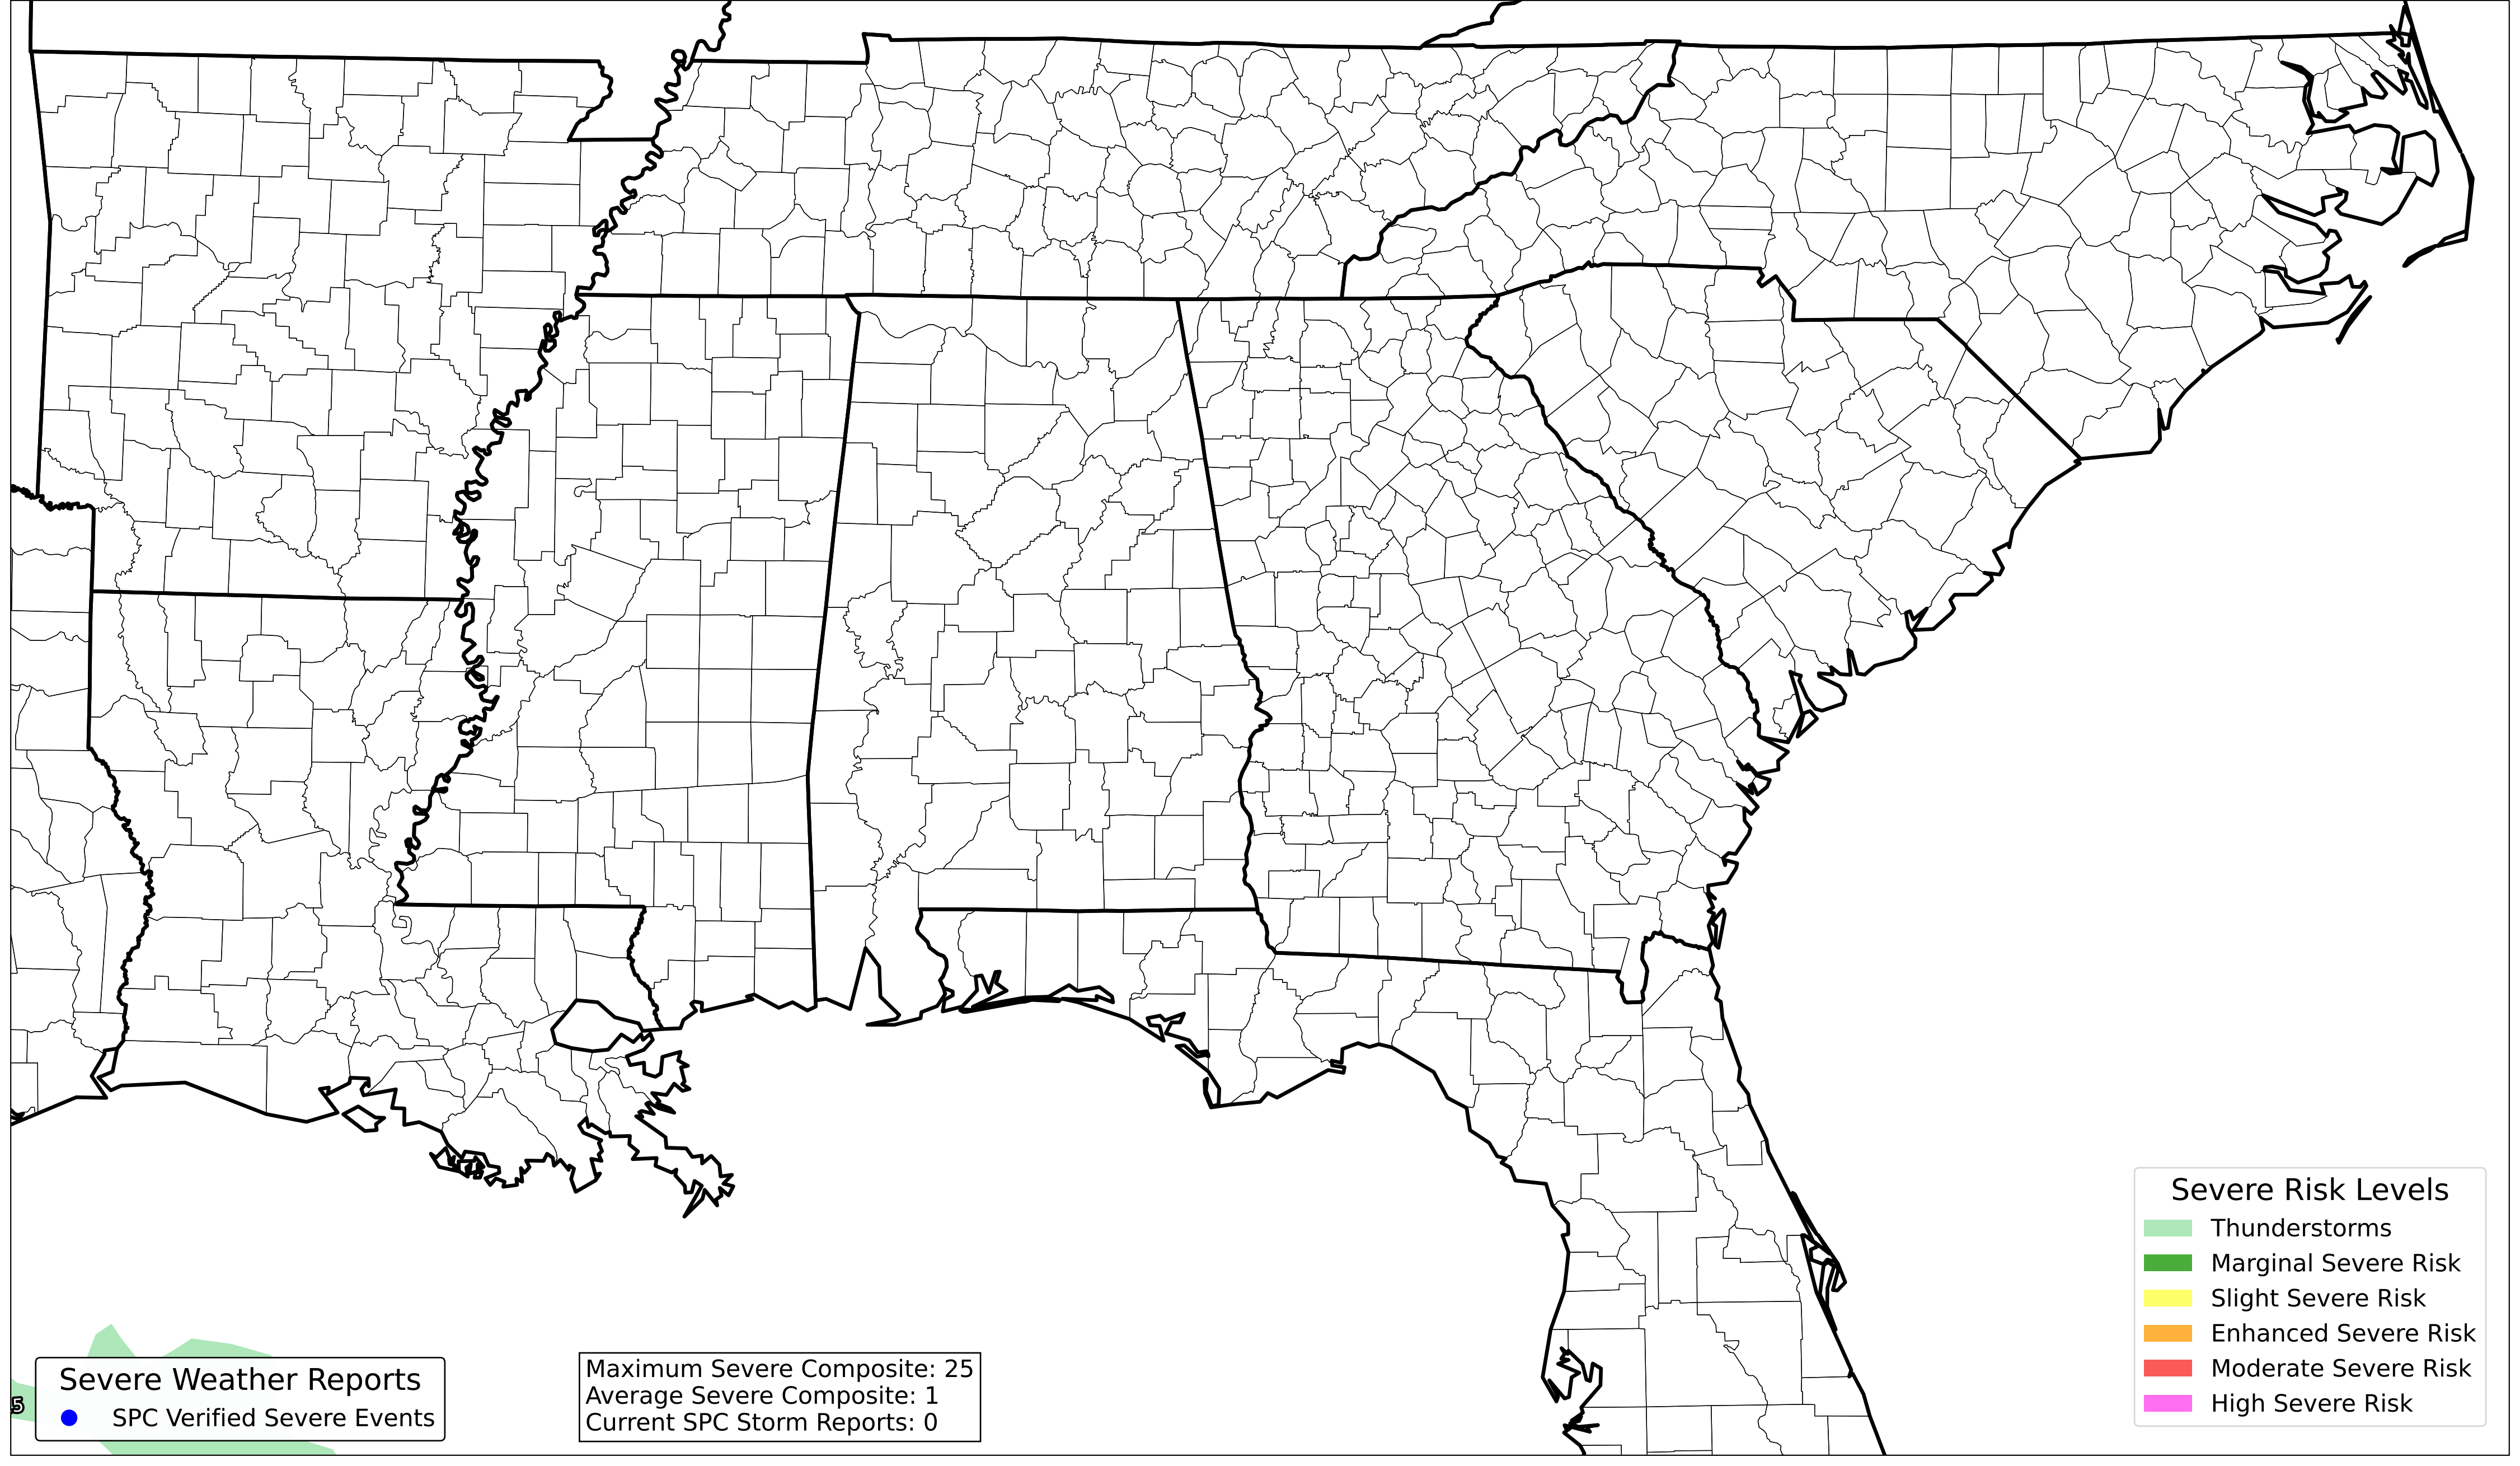 Severe Risk Levels
Thunderstorms
Marginal Severe Risk
Slight Severe Risk
Enhanced Severe Risk
Moderate Severe Risk
High Severe Risk
Severe Weather Reports
SPC Verified Severe Events
Maximum Severe Composite: 25
Average Severe Composite: 1
Current SPC Storm Reports: 0
5